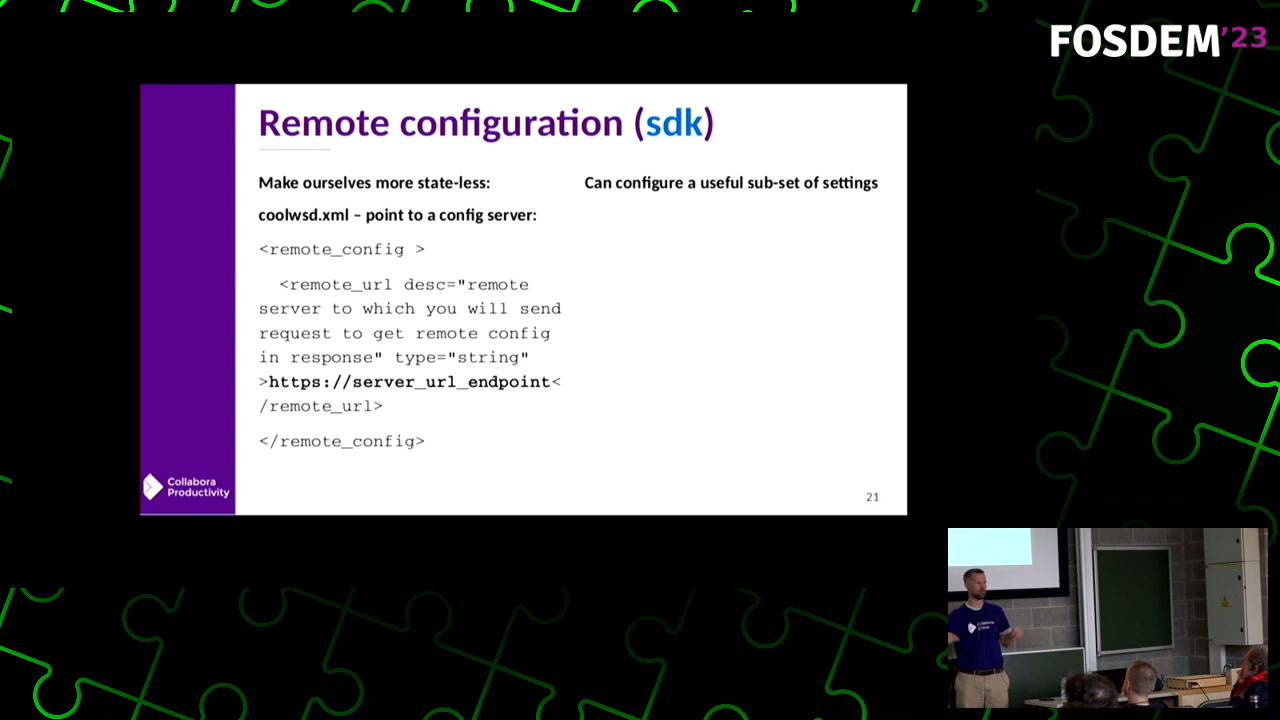 FOSDEM'23
Remote configuration (sdk)
Make ourselves more state-less:
coolwsd.xml – point to a config server:
<remote_config >
<remote_url desc="remote
server to which you will send
request to get remote config
in response" type="string"
>https://server_url_endpoint<
/remote_url>
</remote_config>
Can configure a useful sub-set of settings
Collabora
Productivity
21
Collabora